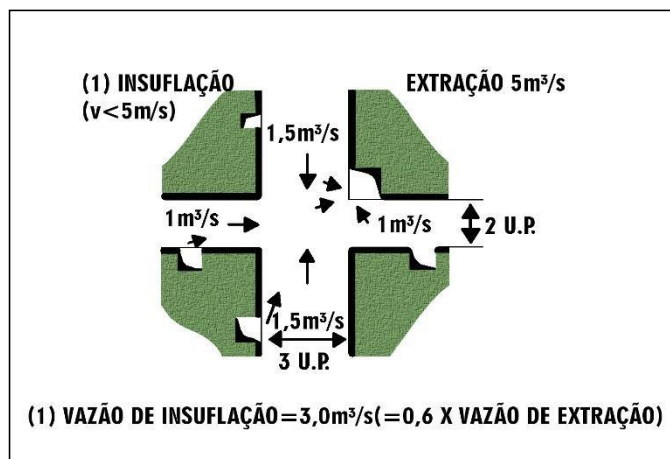 (1) INSUFLAÇÃO
(v<5m/s)
EXTRAÇÃO 5m³/s
1,5m³/s
1m³/s
1m³/s
2 U.P.
1,5m³/s
3 U.P.
(1) VAZÃO DE INSUFLAÇÃO=3,0m³/s(=0,6 X VAZÃO DE EXTRAÇÃO)